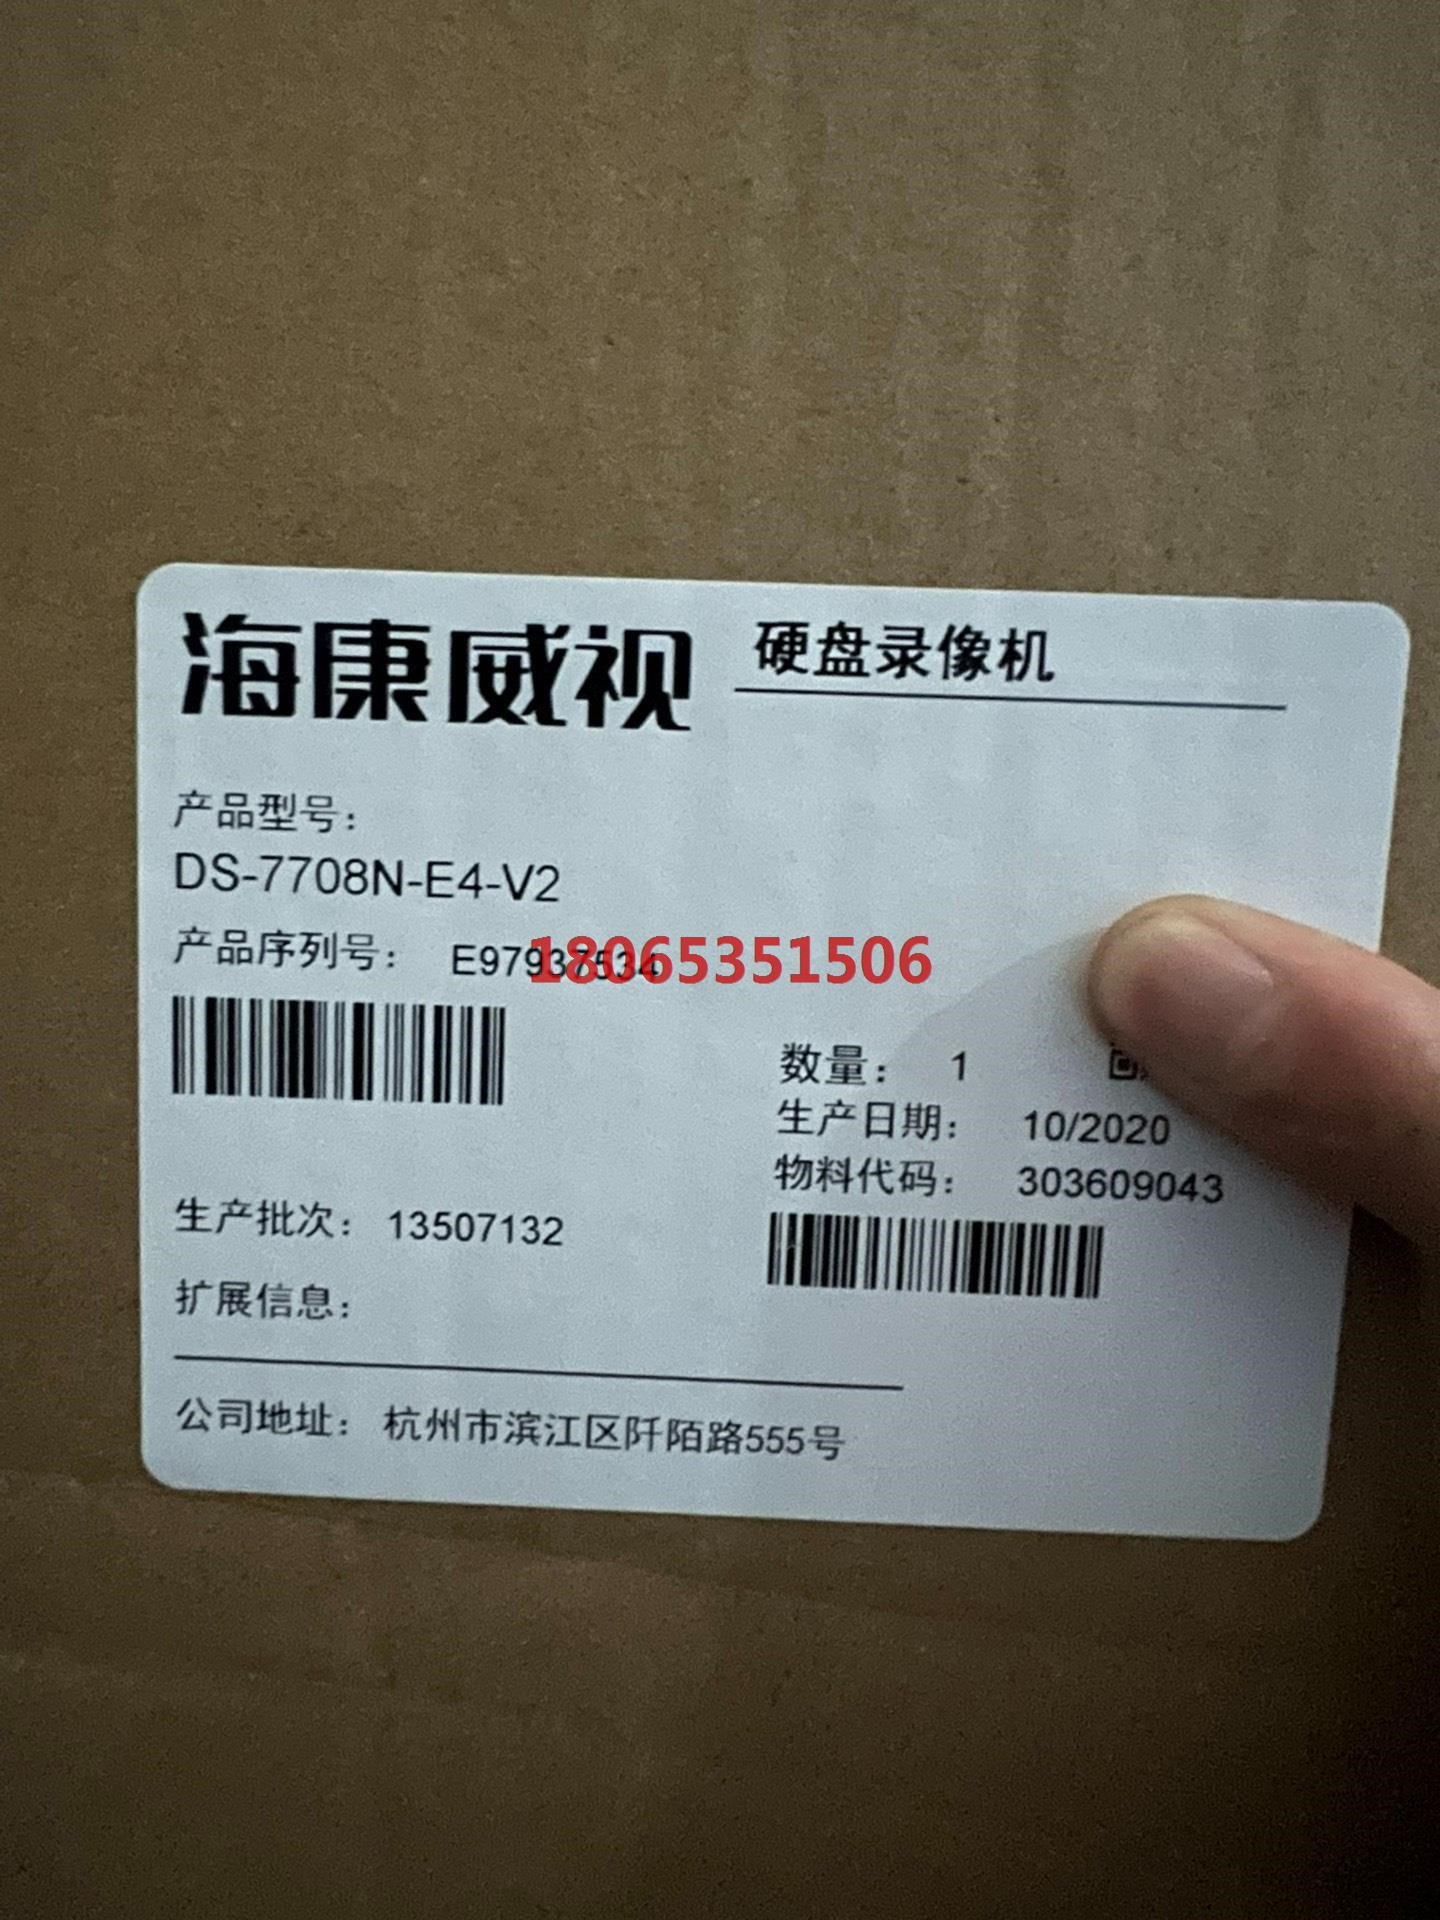 海康威视 硬盘录像机
产品型号：
DS-7708N-E4-V2
产品序列号： E97937534
18065351506
数量： 1
生产日期： 10/2020
物料代码： 303609043
生产批次： 13507132
扩展信息：
公司地址： 杭州市滨江区阡陌路555号